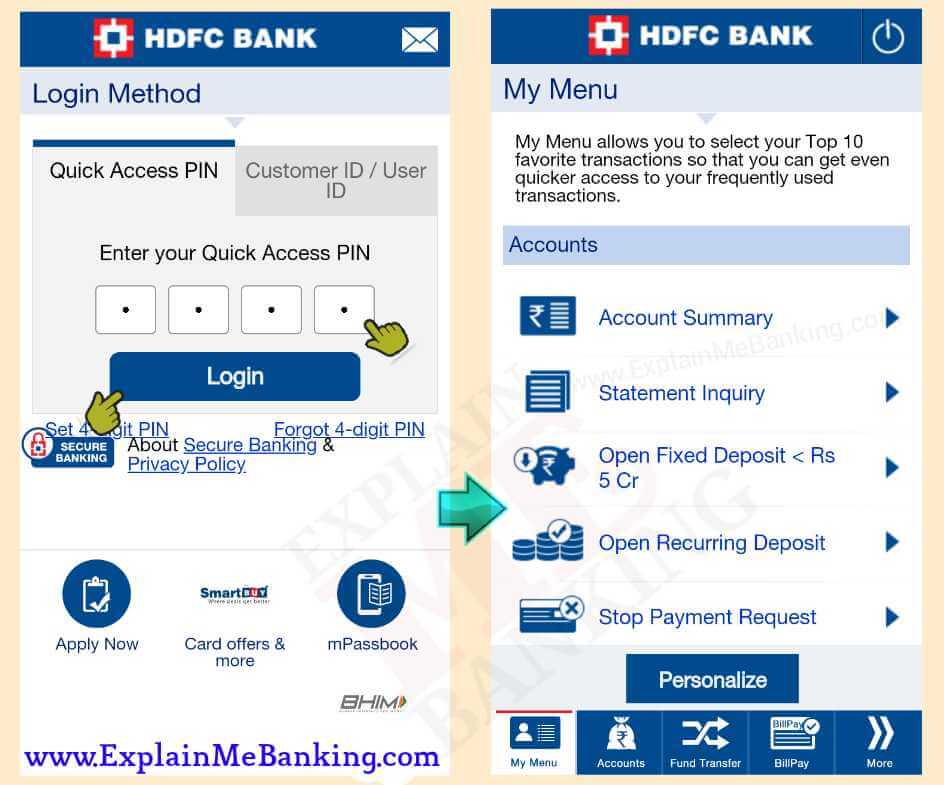 HDFC BANK
Login Method
Quick Access PIN
Customer ID / User
ID
Enter your Quick Access PIN
Login
Set 4-digit PIN
Forgot 4-digit PIN
SECURE
BANKING
About Secure Banking &
Privacy Policy
Apply Now
SmartBUY
Where deals get better
Card offers &
more
mPassbook
BHIM
www.ExplainMeBanking.com
HDFC BANK
My Menu
My Menu allows you to select your Top 10
favorite transactions so that you can get even
quicker access to your frequently used
transactions.
Accounts
Account Summary
Statement Inquiry
Open Fixed Deposit < Rs
5 Cr
Open Recurring Deposit
Stop Payment Request
Personalize
My Menu
Accounts
Fund Transfer
BillPay
BillPay
More
www.ExplainMeBanking.com
EXPLAIN
ME
BANKING